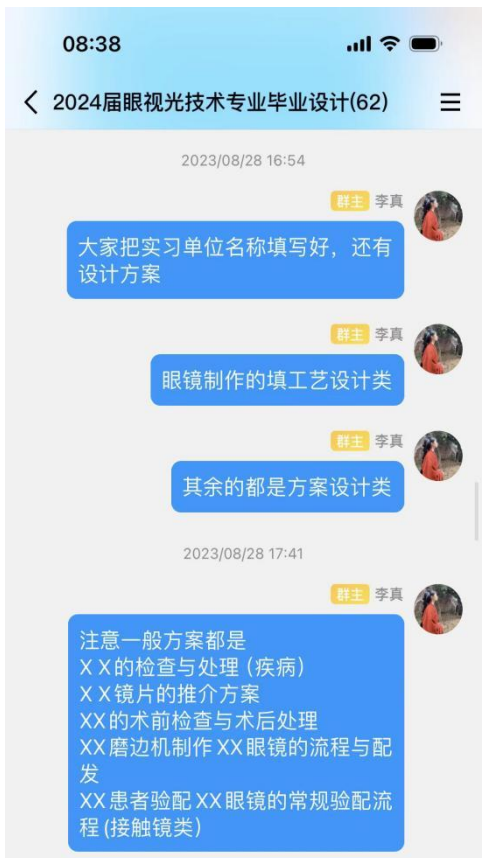 08:38
2024届眼视光技术专业毕业设计(62)
2023/08/28 16:54
群主 李真
大家把实习单位名称填写好，还有
设计方案
群主 李真
眼镜制作的填工艺设计类
群主 李真
其余的都是方案设计类
2023/08/28 17:41
群主 李真
注意一般方案都是
X X的检查与处理（疾病）
X X镜片的推介方案
XX的术前检查与术后处理
XX磨边机制作XX眼镜的流程与配
发
XX患者验配XX眼镜的常规验配流
程(接触镜类）